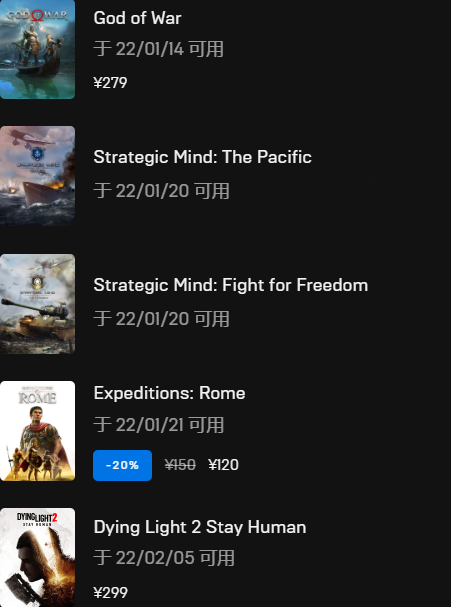 GOD OF WAR
God of War
于 22/01/14 可用
¥279
Strategic Mind: The Pacific
于 22/01/20 可用
Strategic Mind: Fight for Freedom
于 22/01/20 可用
ROME
Expeditions: Rome
于 22/01/21 可用
-20% ¥150 ¥120
DYING LIGHT 2
STAY HUMAN
Dying Light 2 Stay Human
于 22/02/05 可用
¥299